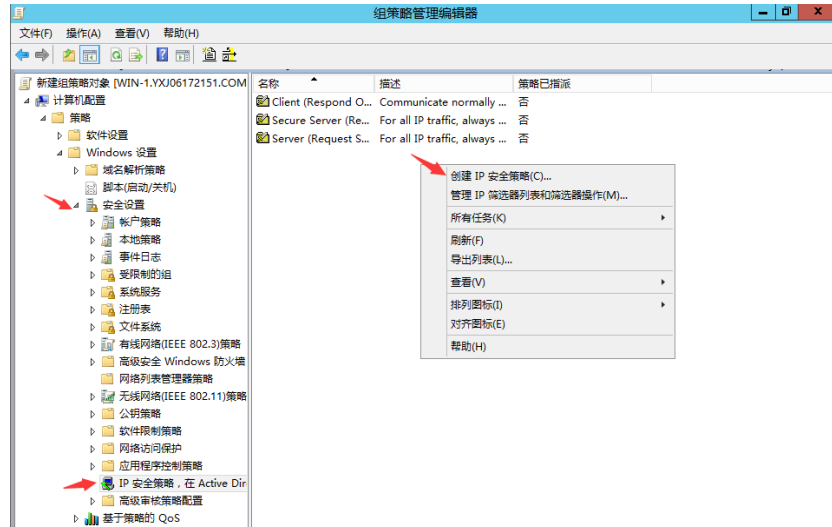 组策略管理编辑器
文件(F) 操作(A) 查看(V) 帮助(H)
新建组策略对象 [WIN-1.YXJ06172151.COM
计算机配置
策略
软件设置
Windows 设置
域名解析策略
脚本(启动/关机)
安全设置
帐户策略
本地策略
事件日志
受限制的组
系统服务
注册表
文件系统
有线网络(IEEE 802.3)策略
高级安全 Windows 防火墙
网络列表管理器策略
无线网络(IEEE 802.11)策略
公钥策略
软件限制策略
网络访问保护
应用程序控制策略
IP 安全策略，在 Active Dir
高级审核策略配置
基于策略的 QoS
名称 描述 策略已指派
Client (Respond O... Communicate normally ... 否
Secure Server (Re... For all IP traffic, always ... 否
Server (Request S... For all IP traffic, always ... 否
创建 IP 安全策略(C)...
管理 IP 筛选器列表和筛选器操作(M)...
所有任务(K)
刷新(F)
导出列表(L)...
查看(V)
排列图标(I)
对齐图标(E)
帮助(H)